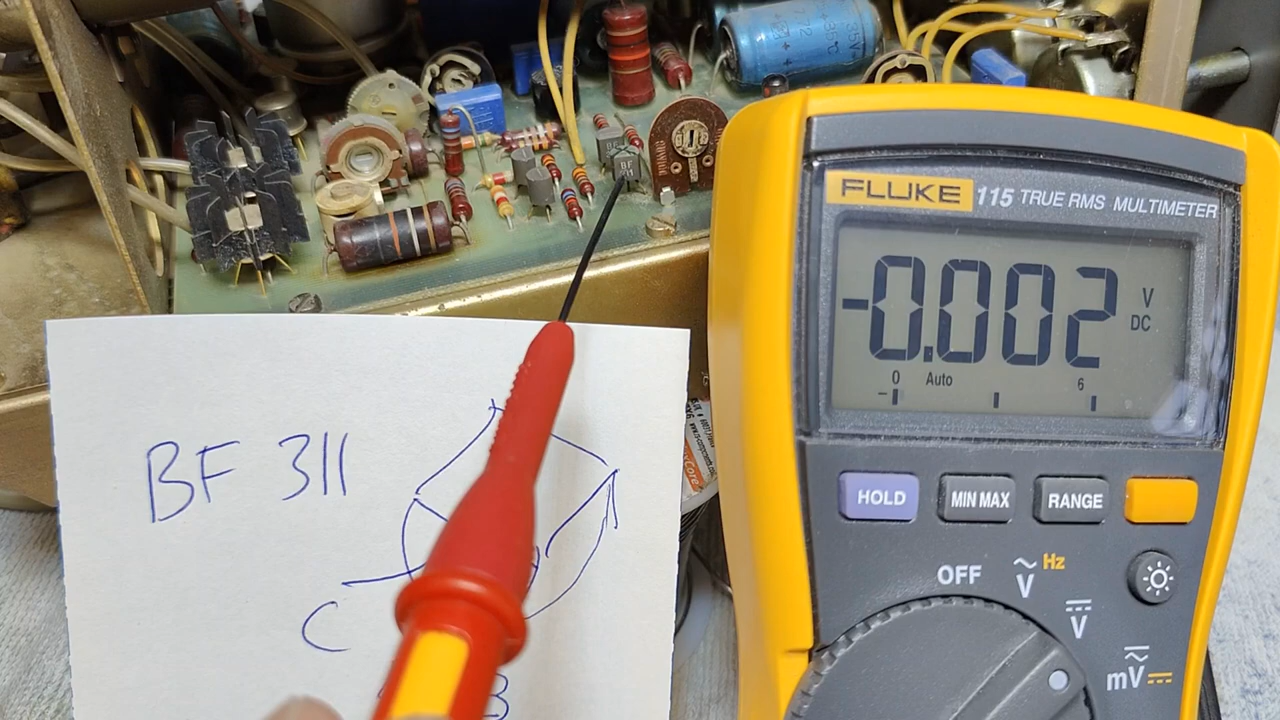 BF
FLUKE 115 TRUE RMS MULTIMETER
-0.002 V DC
0 Auto 6
HOLD MIN MAX RANGE
OFF V Hz
V
mV
BF 311
C
B